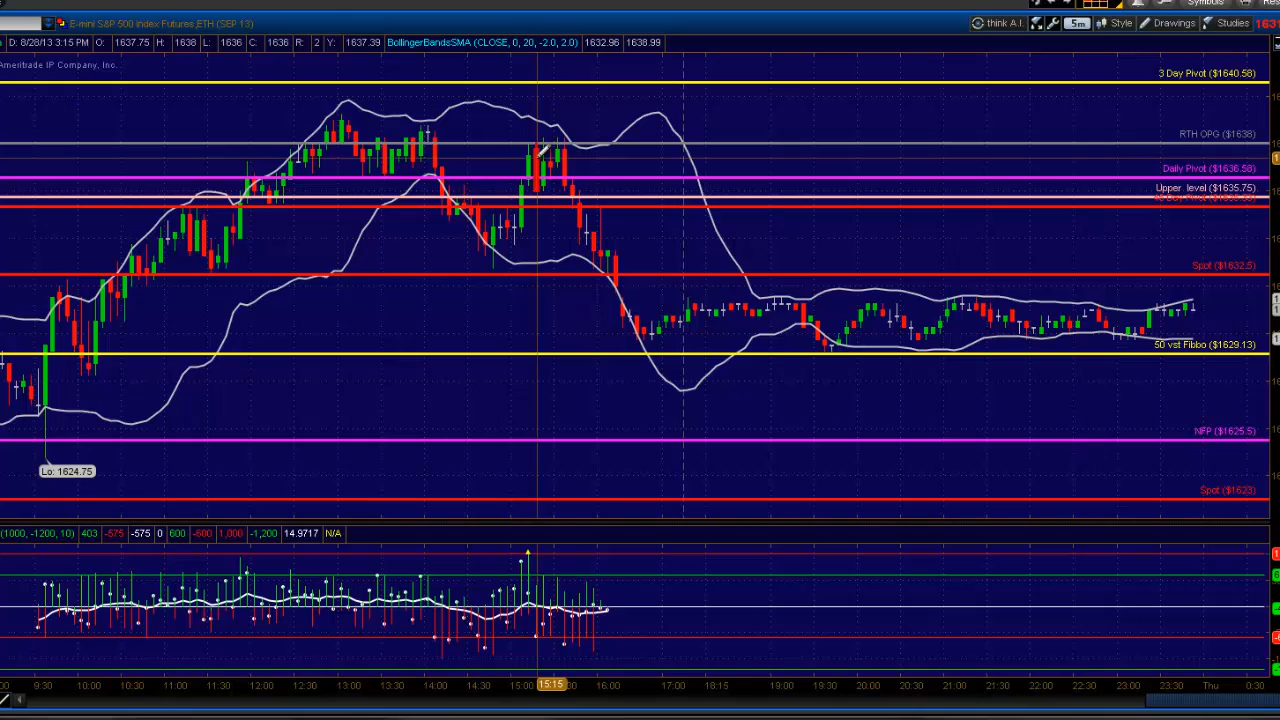 Symbols
E-mini S&P 500 Index Futures,ETH (SEP 13)
think A.I.
5m
Style
Drawings
Studies
D: 8/28/13 3:15 PM
O: 1637.75
H: 1638
L: 1636
C: 1636
R: 2
Y: 1637.39
BollingerBandsSMA (CLOSE, 0, 20, -2.0, 2.0)
1632.96
1638.99
Ameritrade IP Company, Inc.
3 Day Pivot ($1640.58)
RTH OPG ($1638)
Daily Pivot ($1636.58)
Upper level ($1635.75)
Spot ($1632.5)
50 vst Fibbo ($1629.13)
NFP ($1625.5)
Lo: 1624.75
Spot ($1623)
(1000, -1200, 10)
403
-575
-575
0
600
-600
1,000
-1,200
14.9717
N/A
9:30 10:00 10:30 11:00 11:30 12:00 12:30 13:00 13:30 14:00 14:30 15:00 15:15 16:00 17:00 18:15 19:00 19:30 20:00 20:30 21:00 21:30 22:00 22:30 23:00 23:30 Thu 0:30